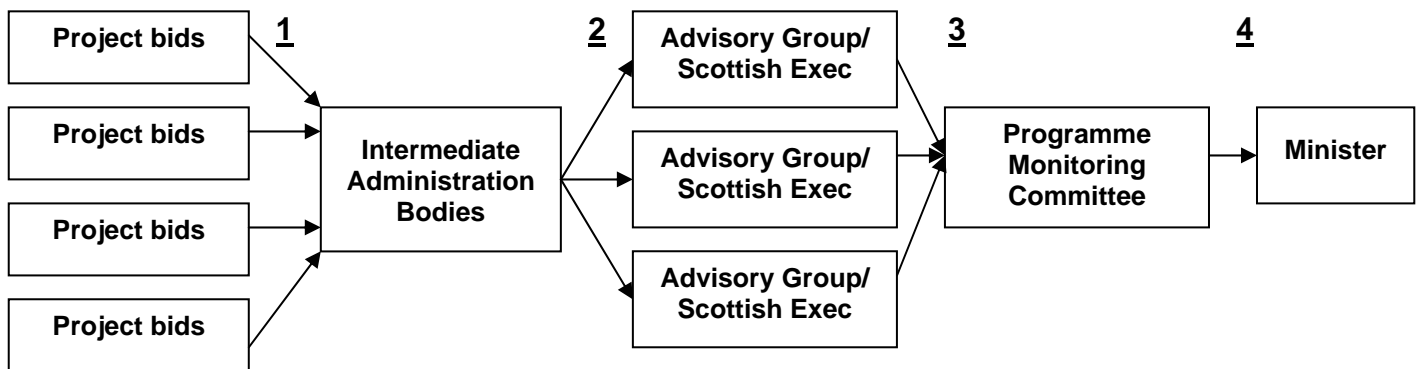 Project bids
Project bids
Project bids
Project bids
1
Intermediate
Administration
Bodies
2
Advisory Group/
Scottish Exec
Advisory Group/
Scottish Exec
Advisory Group/
Scottish Exec
3
Programme
Monitoring
Committee
4
Minister